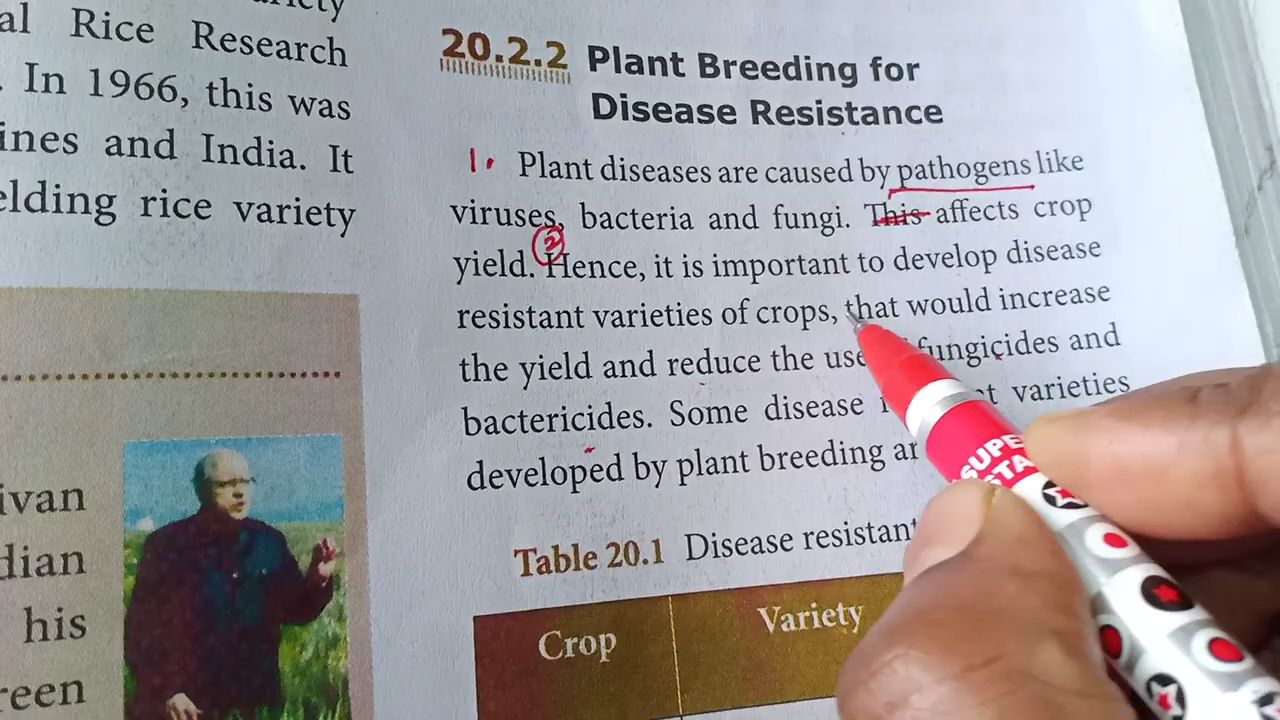 al Rice Research
. In 1966, this was
ines and India. It
elding rice variety
ivan
dian
his
reen
20.2.2 Plant Breeding for
Disease Resistance
1. Plant diseases are caused by pathogens like
viruses, bacteria and fungi. This affects crop
yield. 2 Hence, it is important to develop disease
resistant varieties of crops, that would increase
the yield and reduce the use fungicides and
bactericides. Some disease varieties
developed by plant breeding
Table 20.1 Disease resistant
Crop Variety
SUPE
STA